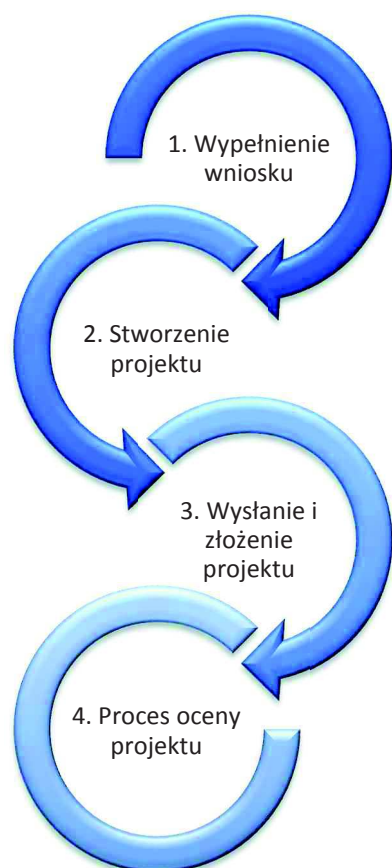 1. Wypełnienie
wniosku
2. Stworzenie
projektu
3. Wysłanie i
złożenie
projektu
4. Proces oceny
projektu